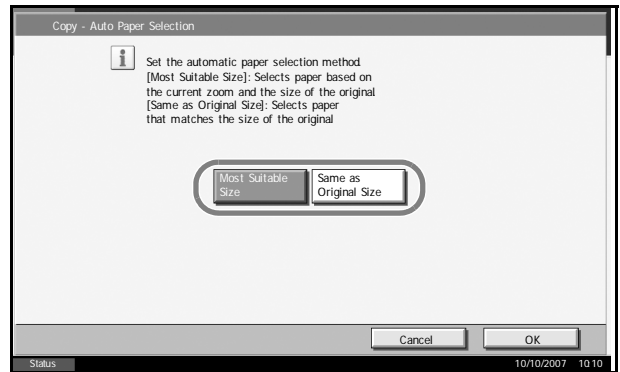 Copy - Auto Paper Selection
i
Set the automatic paper selection method.
[Most Suitable Size]: Selects paper based on
the current zoom and the size of the original
[Same as Original Size]: Selects paper
that matches the size of the original
Most Suitable
Size
Same as
Original Size
Cancel
OK
Status
10/10/2007 10:10